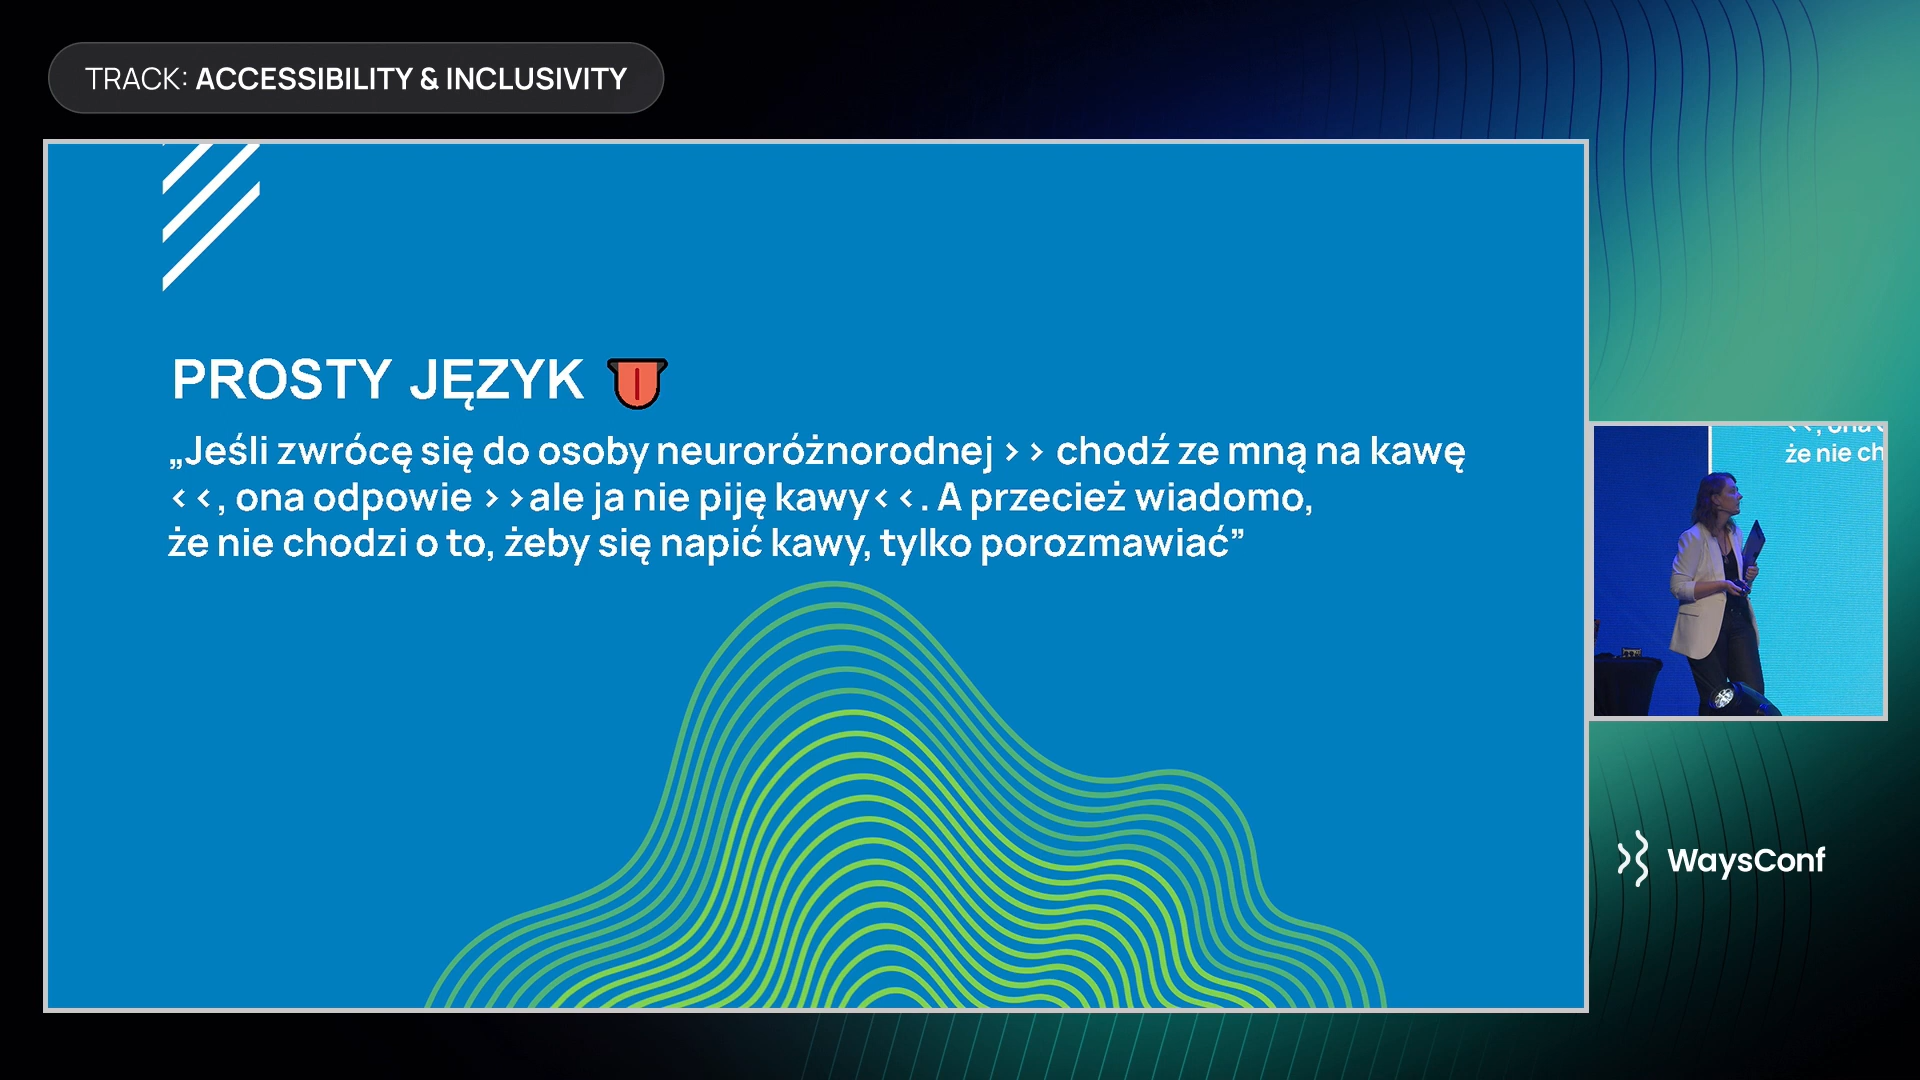 TRACK: ACCESSIBILITY & INCLUSIVITY
PROSTY JĘZYK
„Jeśli zwrócę się do osoby neuroróżnorodnej >> chodź ze mną na kawę
<<, ona odpowie >>ale ja nie piję kawy<<. A przecież wiadomo,
że nie chodzi o to, żeby się napić kawy, tylko porozmawiać”
<<, ona
że nie ch
WaysConf